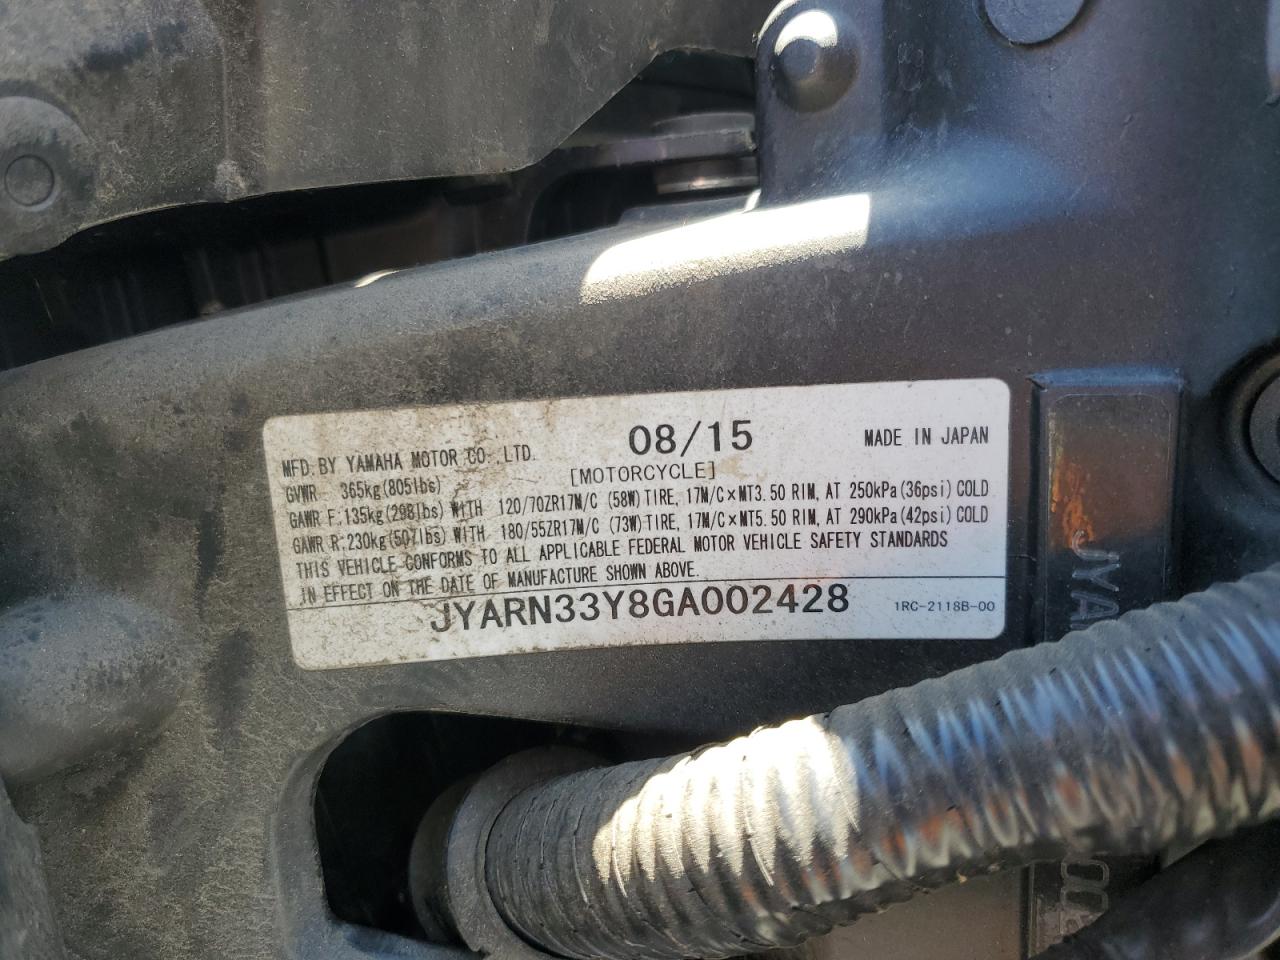 MFD. BY YAMAHA MOTOR CO. LTD. 08/15 MADE IN JAPAN
[MOTORCYCLE]
GVWR 365kg(805lbs)
GAWR F:135kg(298lbs) WITH 120/70ZR17M/C (58W)TIRE, 17M/C×MT3.50 RIM, AT 250kPa(36psi) COLD
GAWR R:230kg(507lbs) WITH 180/55ZR17M/C (73W)TIRE, 17M/C×MT5.50 RIM, AT 290kPa(42psi) COLD
THIS VEHICLE CONFORMS TO ALL APPLICABLE FEDERAL MOTOR VEHICLE SAFETY STANDARDS
IN EFFECT ON THE DATE OF MANUFACTURE SHOWN ABOVE.
JYARN33Y8GA002428 1RC-2118B-00
JYA